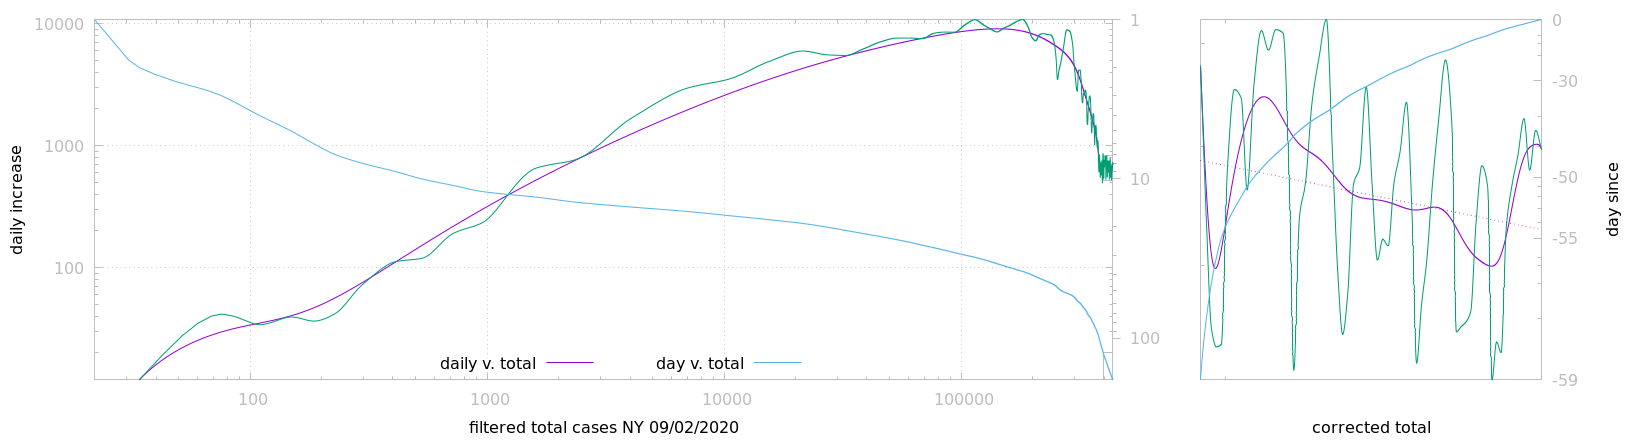 10000
1000
100
daily increase
daily v. total
day v. total
1
10
100
100
1000
10000
100000
filtered total cases NY 09/02/2020
0
-30
-50
-55
-59
day since
corrected total